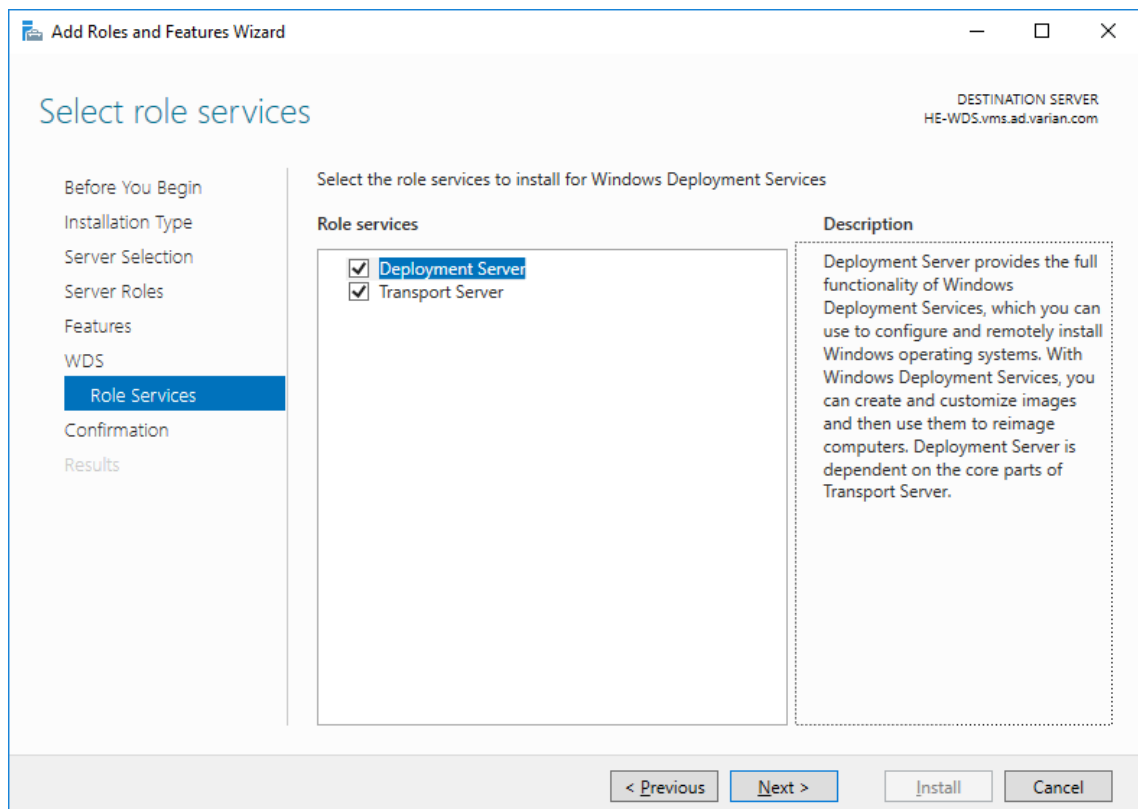 Add Roles and Features Wizard
Select role services
DESTINATION SERVER
HE-WDS.vms.ad.varian.com
Before You Begin
Installation Type
Server Selection
Server Roles
Features
WDS
Role Services
Confirmation
Results
Select the role services to install for Windows Deployment Services
Role services
Deployment Server
Transport Server
Description
Deployment Server provides the full
functionality of Windows
Deployment Services, which you can
use to configure and remotely install
Windows operating systems. With
Windows Deployment Services, you
can create and customize images
and then use them to reimage
computers. Deployment Server is
dependent on the core parts of
Transport Server.
< Previous
Next >
Install
Cancel